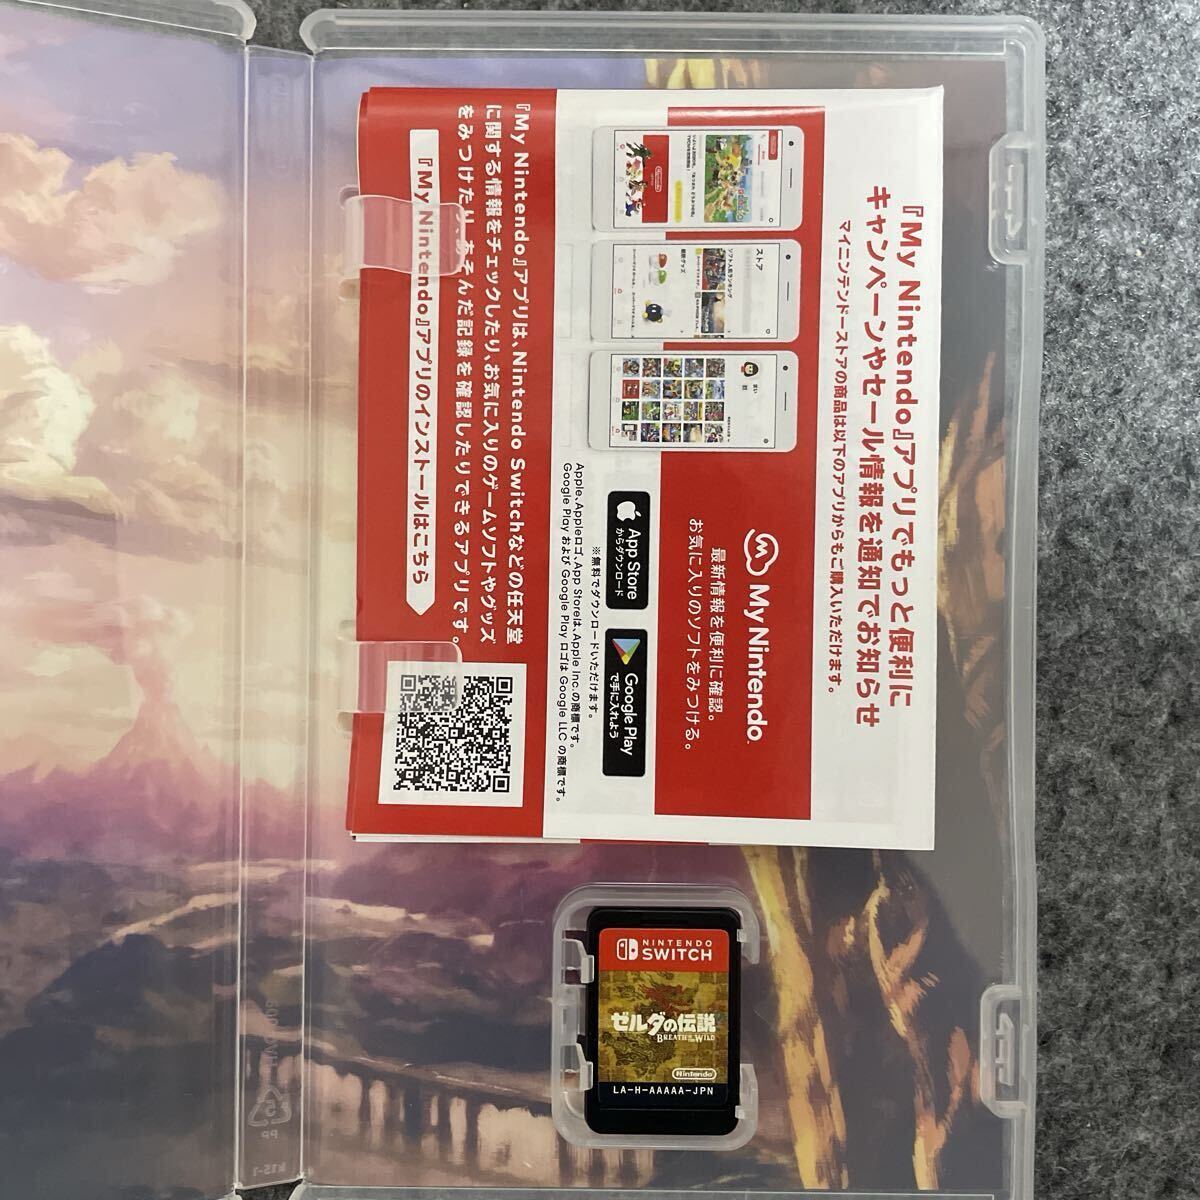 『My Nintendo』アプリでもっと便利に
キャンペーンやセール情報を通知でお知らせ
マイニンテンドーストアの商品は以下のアプリからもご購入いただけます。
ストア
My Nintendo
最新情報を便利に確認。
お気に入りのソフトをみつける。
App Store
からダウンロード
Google Play
で手に入れよう
※無料でダウンロードいただけます。
Apple、Appleロゴ、App Storeは、Apple Inc.の商標です。
Google Play および Google Play ロゴは Google LLC の商標です。
『My Nintendo』アプリは、Nintendo Switchなどの任天堂
に関する情報をチェックしたり、お気に入りのゲームソフトやグッズ
をみつけたり、あそんだ記録を確認したりできるアプリです。
『My Nintendo』アプリのインストールはこちら
NINTENDO
SWITCH
ゼルダの伝説
BREATH OF THE WILD
Nintendo
LA-H-AAAAA-JPN
PP